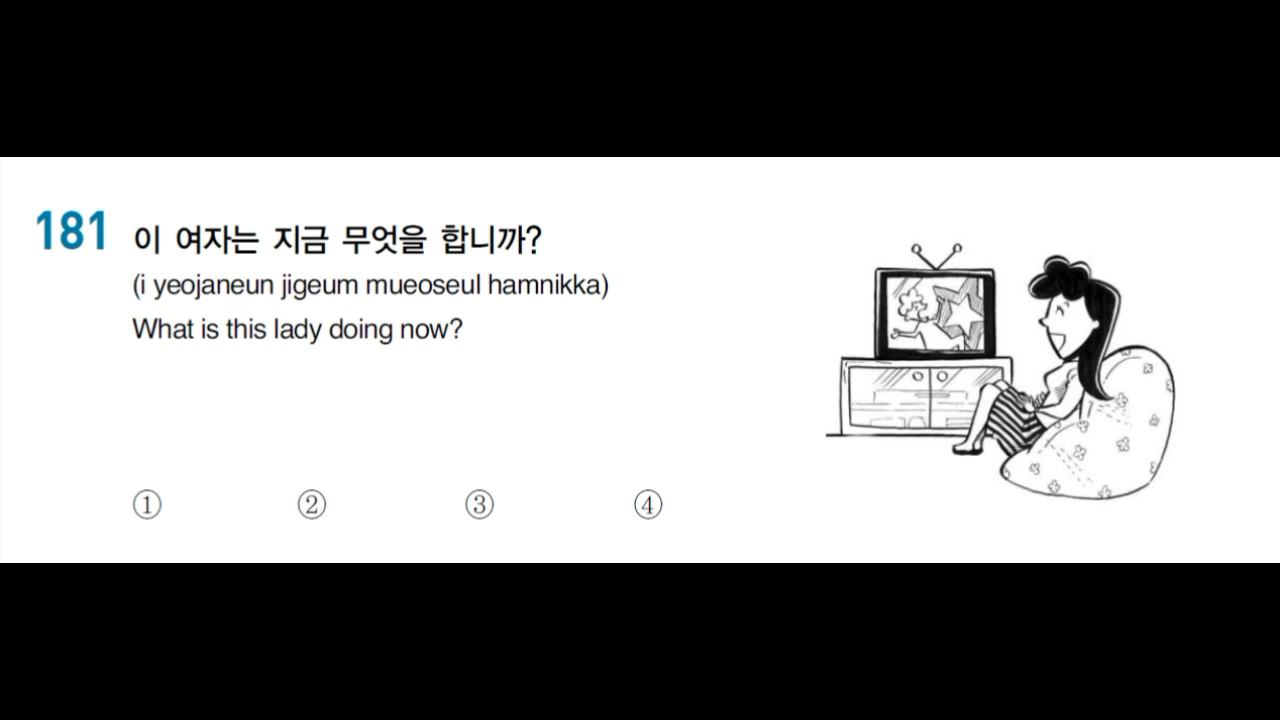 181 이 여자는 지금 무엇을 합니까?
(i yeojaneun jigeum mueoseul hamnikka)
What is this lady doing now?
① ② ③ ④